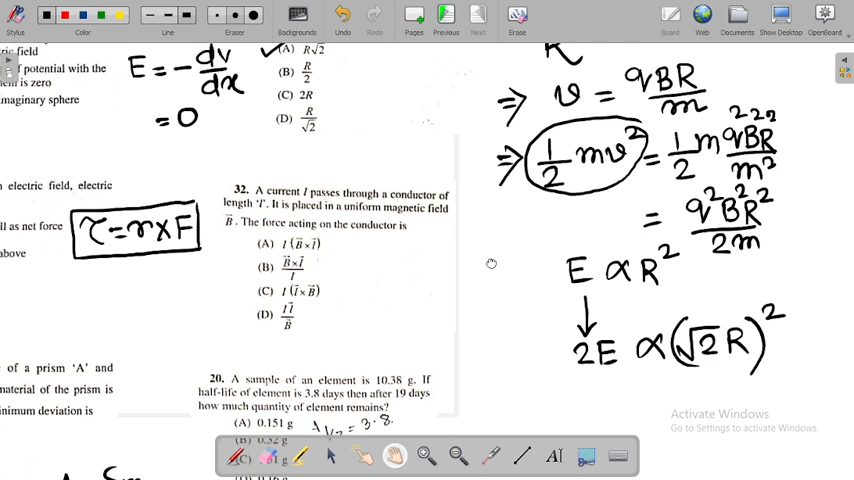 Stylus
Color
Line
Eraser
Backgrounds
Undo
Redo
Pages
Previous
Next
Erase
Board
Web
Documents
Show Desktop
OpenBoard
ric field
of potential with the
is zero
imaginary sphere
E = - dv/dx
= 0
(A) R√2
(B) R/2
(C) 2R
(D) R/√2
R
⇒ v = qBR/m
⇒ 1/2 mv² = 1/2 m q²B²R²/m²
= q²B²R²/2m
E ∝ R²
↓
2E ∝ (√2 R)²
electric field, electric
ll as net force
above
τ = r × F
32. A current I passes through a conductor of
length 'l'. It is placed in a uniform magnetic field
B⃗. The force acting on the conductor is
(A) I (B⃗ × l⃗)
(B) B⃗ × l⃗ / I
(C) I (l⃗ × B⃗)
(D) I l⃗ / B⃗
of a prism 'A' and
material of the prism is
inimum deviation is
20. A sample of an element is 10.38 g. If
half-life of element is 3.8 days then after 19 days
how much quantity of element remains?
(A) 0.151 g
= 3.8
Activate Windows
Go to Settings to activate Windows.